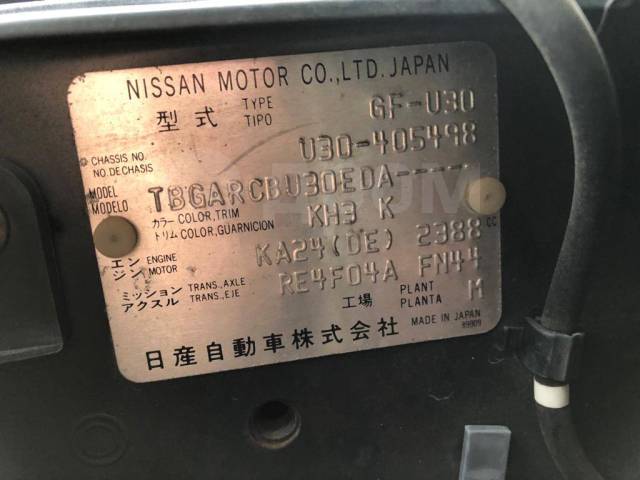 NISSAN MOTOR CO.,LTD. JAPAN
型式 TYPE TIPO GF-U30
CHASSIS NO. NO. DE CHASIS U30-405498
MODEL MODELO TBGARCBU30EDA-----
カラー COLOR, TRIM
トリム COLOR, GUARNICION KH3 K
エンジン ENGINE MOTOR KA24(DE) 2388 CC
ミッション TRANS., AXLE
アクスル TRANS., EJE RE4F04A FN44
工場 PLANT PLANTA M
日産自動車株式会社 MADE IN JAPAN
89909